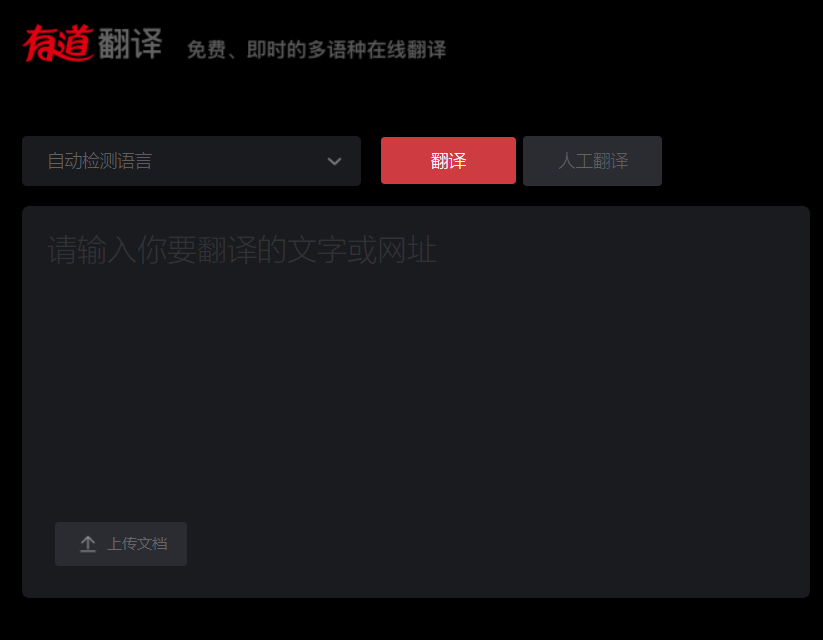 有道翻译 免费、即时的多语种在线翻译
自动检测语言 翻译 人工翻译
请输入你要翻译的文字或网址
上传文档